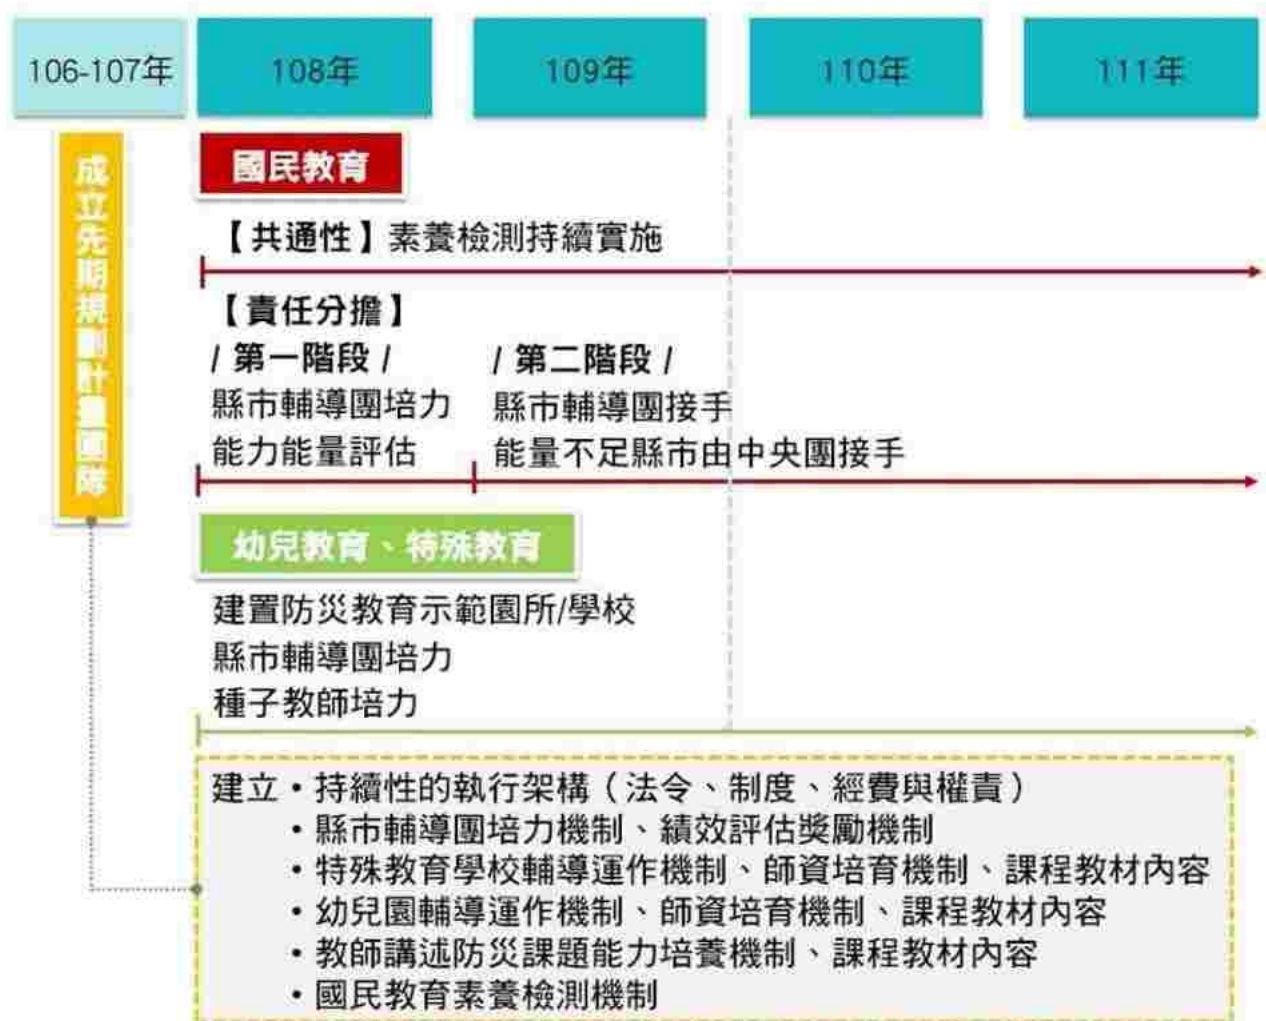 106-107年
108年
109年
110年
111年
成立先期規劃計畫團隊
國民教育
【共通性】素養檢測持續實施
【責任分擔】
/ 第一階段 /
縣市輔導團培力
能力能量評估
/ 第二階段 /
縣市輔導團接手
能量不足縣市由中央團接手
幼兒教育、特殊教育
建置防災教育示範園所/學校
縣市輔導團培力
種子教師培力
建立・持續性的執行架構（法令、制度、經費與權責）
・縣市輔導團培力機制、績效評估獎勵機制
・特殊教育學校輔導運作機制、師資培育機制、課程教材內容
・幼兒園輔導運作機制、師資培育機制、課程教材內容
・教師講述防災課題能力培養機制、課程教材內容
・國民教育素養檢測機制